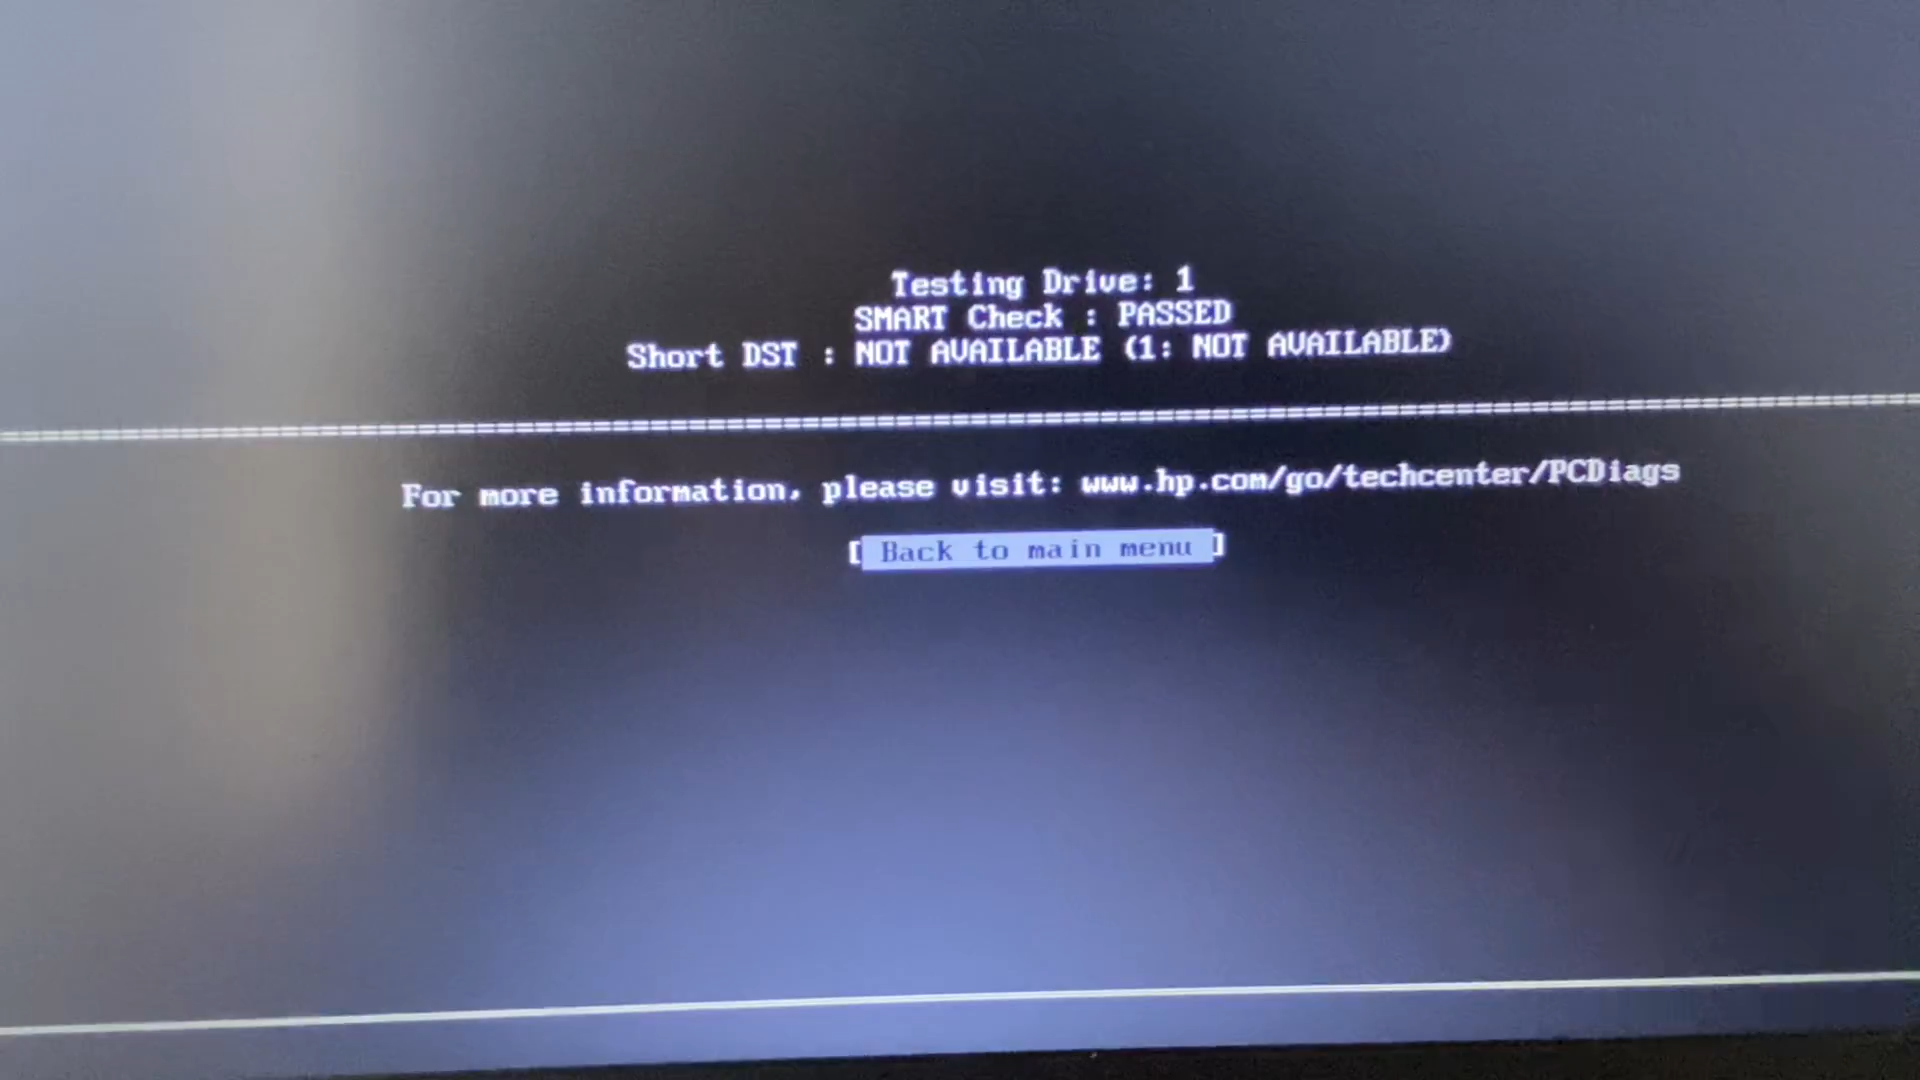 Testing Drive: 1
SMART Check : PASSED
Short DST : NOT AVAILABLE (1: NOT AVAILABLE)
For more information, please visit: www.hp.com/go/techcenter/PCDiags
[ Back to main menu ]